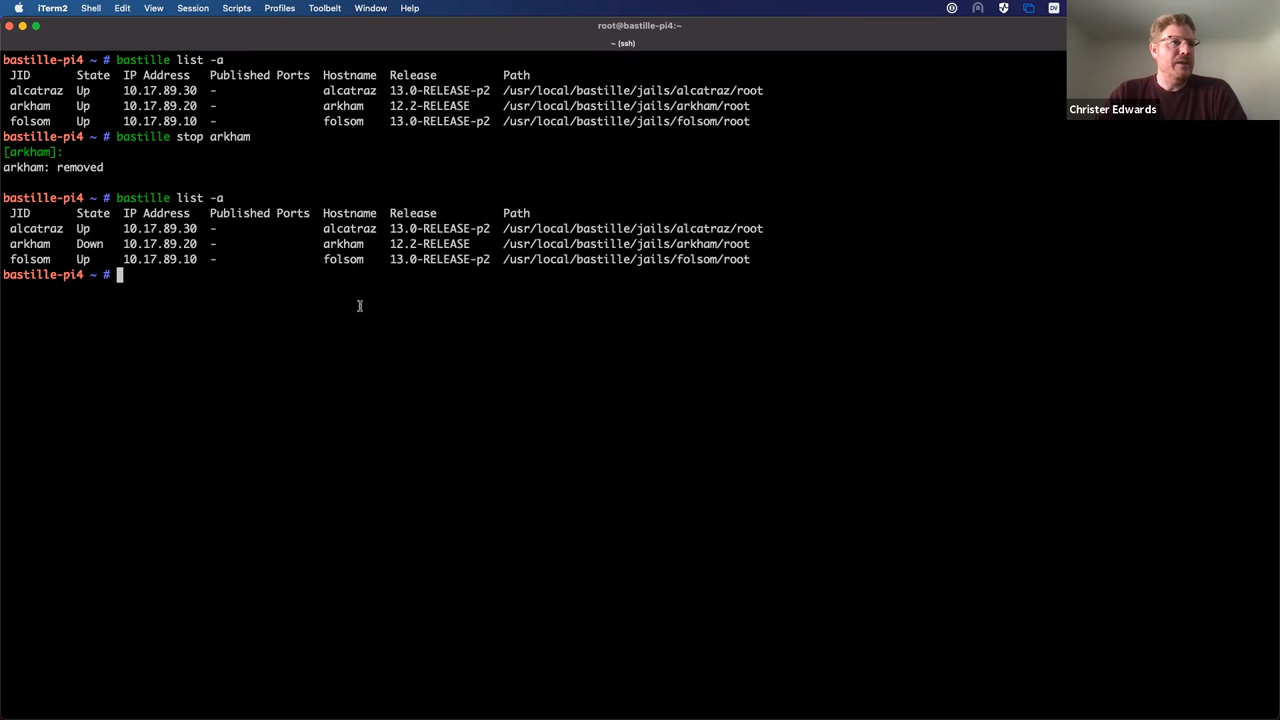 iTerm2 Shell Edit View Session Scripts Profiles Toolbelt Window Help DV
root@bastille-pi4:~
~ (ssh)
bastille-pi4 ~ # bastille list -a
JID State IP Address Published Ports Hostname Release Path
alcatraz Up 10.17.89.30 - alcatraz 13.0-RELEASE-p2 /usr/local/bastille/jails/alcatraz/root
arkham Up 10.17.89.20 - arkham 12.2-RELEASE /usr/local/bastille/jails/arkham/root
folsom Up 10.17.89.10 - folsom 13.0-RELEASE-p2 /usr/local/bastille/jails/folsom/root
bastille-pi4 ~ # bastille stop arkham
[arkham]:
arkham: removed
bastille-pi4 ~ # bastille list -a
JID State IP Address Published Ports Hostname Release Path
alcatraz Up 10.17.89.30 - alcatraz 13.0-RELEASE-p2 /usr/local/bastille/jails/alcatraz/root
arkham Down 10.17.89.20 - arkham 12.2-RELEASE /usr/local/bastille/jails/arkham/root
folsom Up 10.17.89.10 - folsom 13.0-RELEASE-p2 /usr/local/bastille/jails/folsom/root
bastille-pi4 ~ #
Christer Edwards